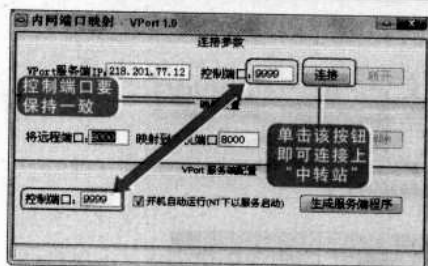 内网端口映射 - VPort 1.0
连接参数
VPort服务端IP: 218.201.77.12 控制端口: 9999 连接 断开
控制端口要
保持一致
将远程端口: 映射到 端口 8000
单击该按钮
即可连接上
“中转站”
VPort 服务端配置
控制端口: 9999 开机自动运行(NT下以服务启动) 生成服务端程序